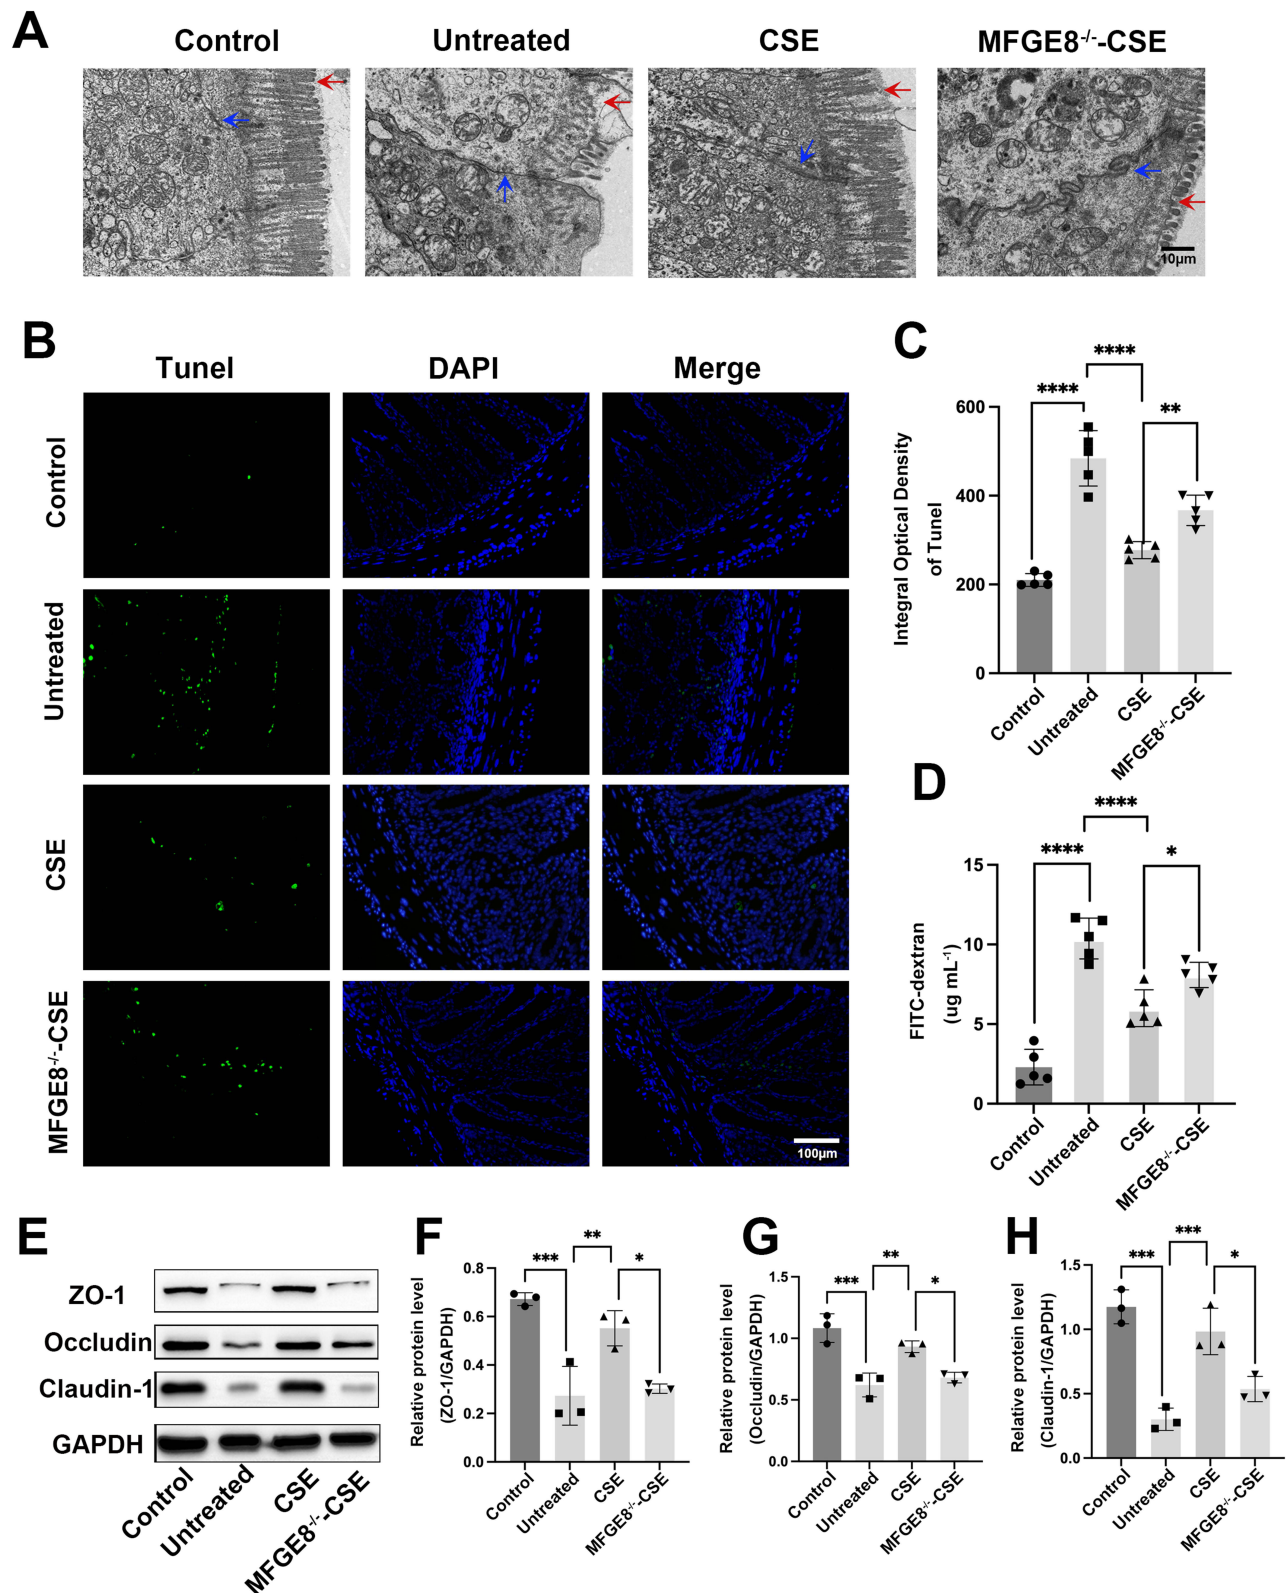 A
Control
Untreated
CSE
MFGE8-/--CSE
10μm
B
Tunel
DAPI
Merge
Control
Untreated
CSE
MFGE8-/--CSE
100μm
C
****
****
**
Integral Optical Density
of Tunel
600
400
200
0
Control
Untreated
CSE
MFGE8-/--CSE
D
****
****
*
FITC-dextran
(ug mL-1)
15
10
5
0
Control
Untreated
CSE
MFGE8-/--CSE
E
ZO-1
Occludin
Claudin-1
GAPDH
Control
Untreated
CSE
MFGE8-/--CSE
F
***
**
*
Relative protein level
(ZO-1/GAPDH)
0.8
0.6
0.4
0.2
0.0
Control
Untreated
CSE
MFGE8-/--CSE
G
***
**
*
Relative protein level
(Occludin/GAPDH)
1.5
1.0
0.5
0.0
Control
Untreated
CSE
MFGE8-/--CSE
H
***
***
*
Relative protein level
(Claudin-1/GAPDH)
1.5
1.0
0.5
0.0
Control
Untreated
CSE
MFGE8-/--CSE